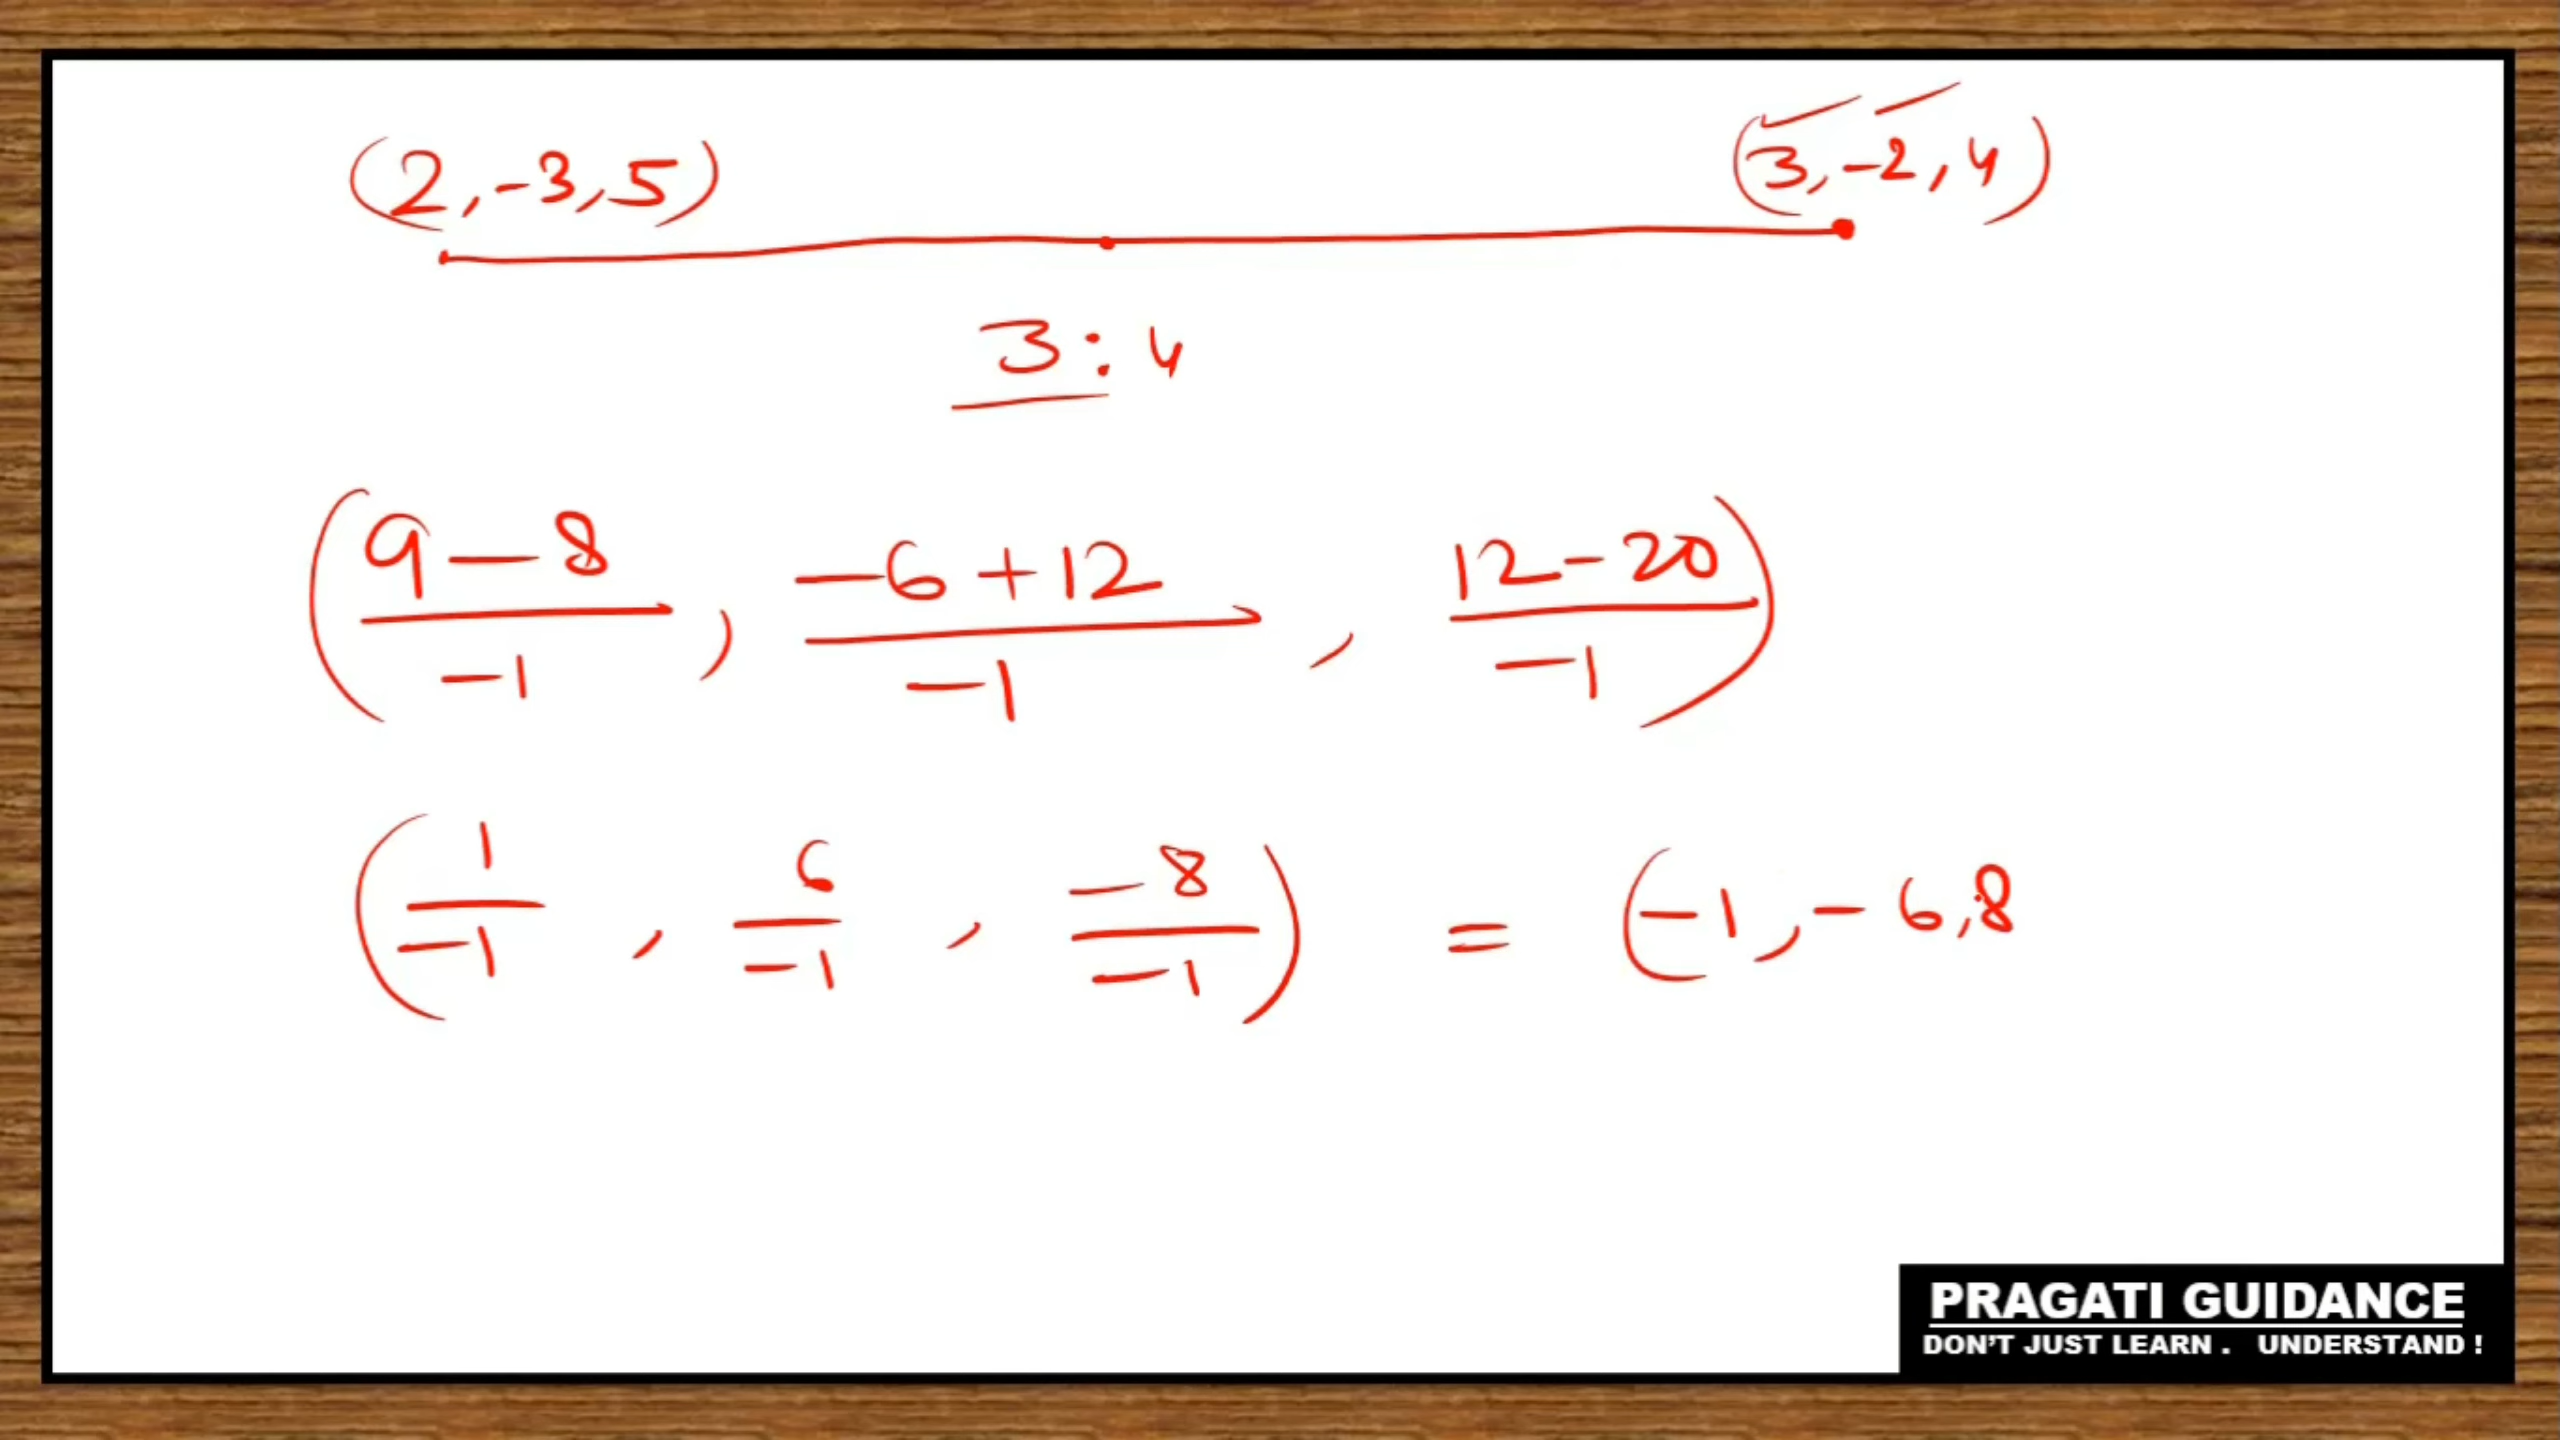 (2, -3, 5) (3, -2, 4)
3 : 4
(9 - 8 / -1, -6 + 12 / -1, 12 - 20 / -1)
(1 / -1, 6 / -1, -8 / -1) = (-1, -6, 8
PRAGATI GUIDANCE
DON'T JUST LEARN . UNDERSTAND !